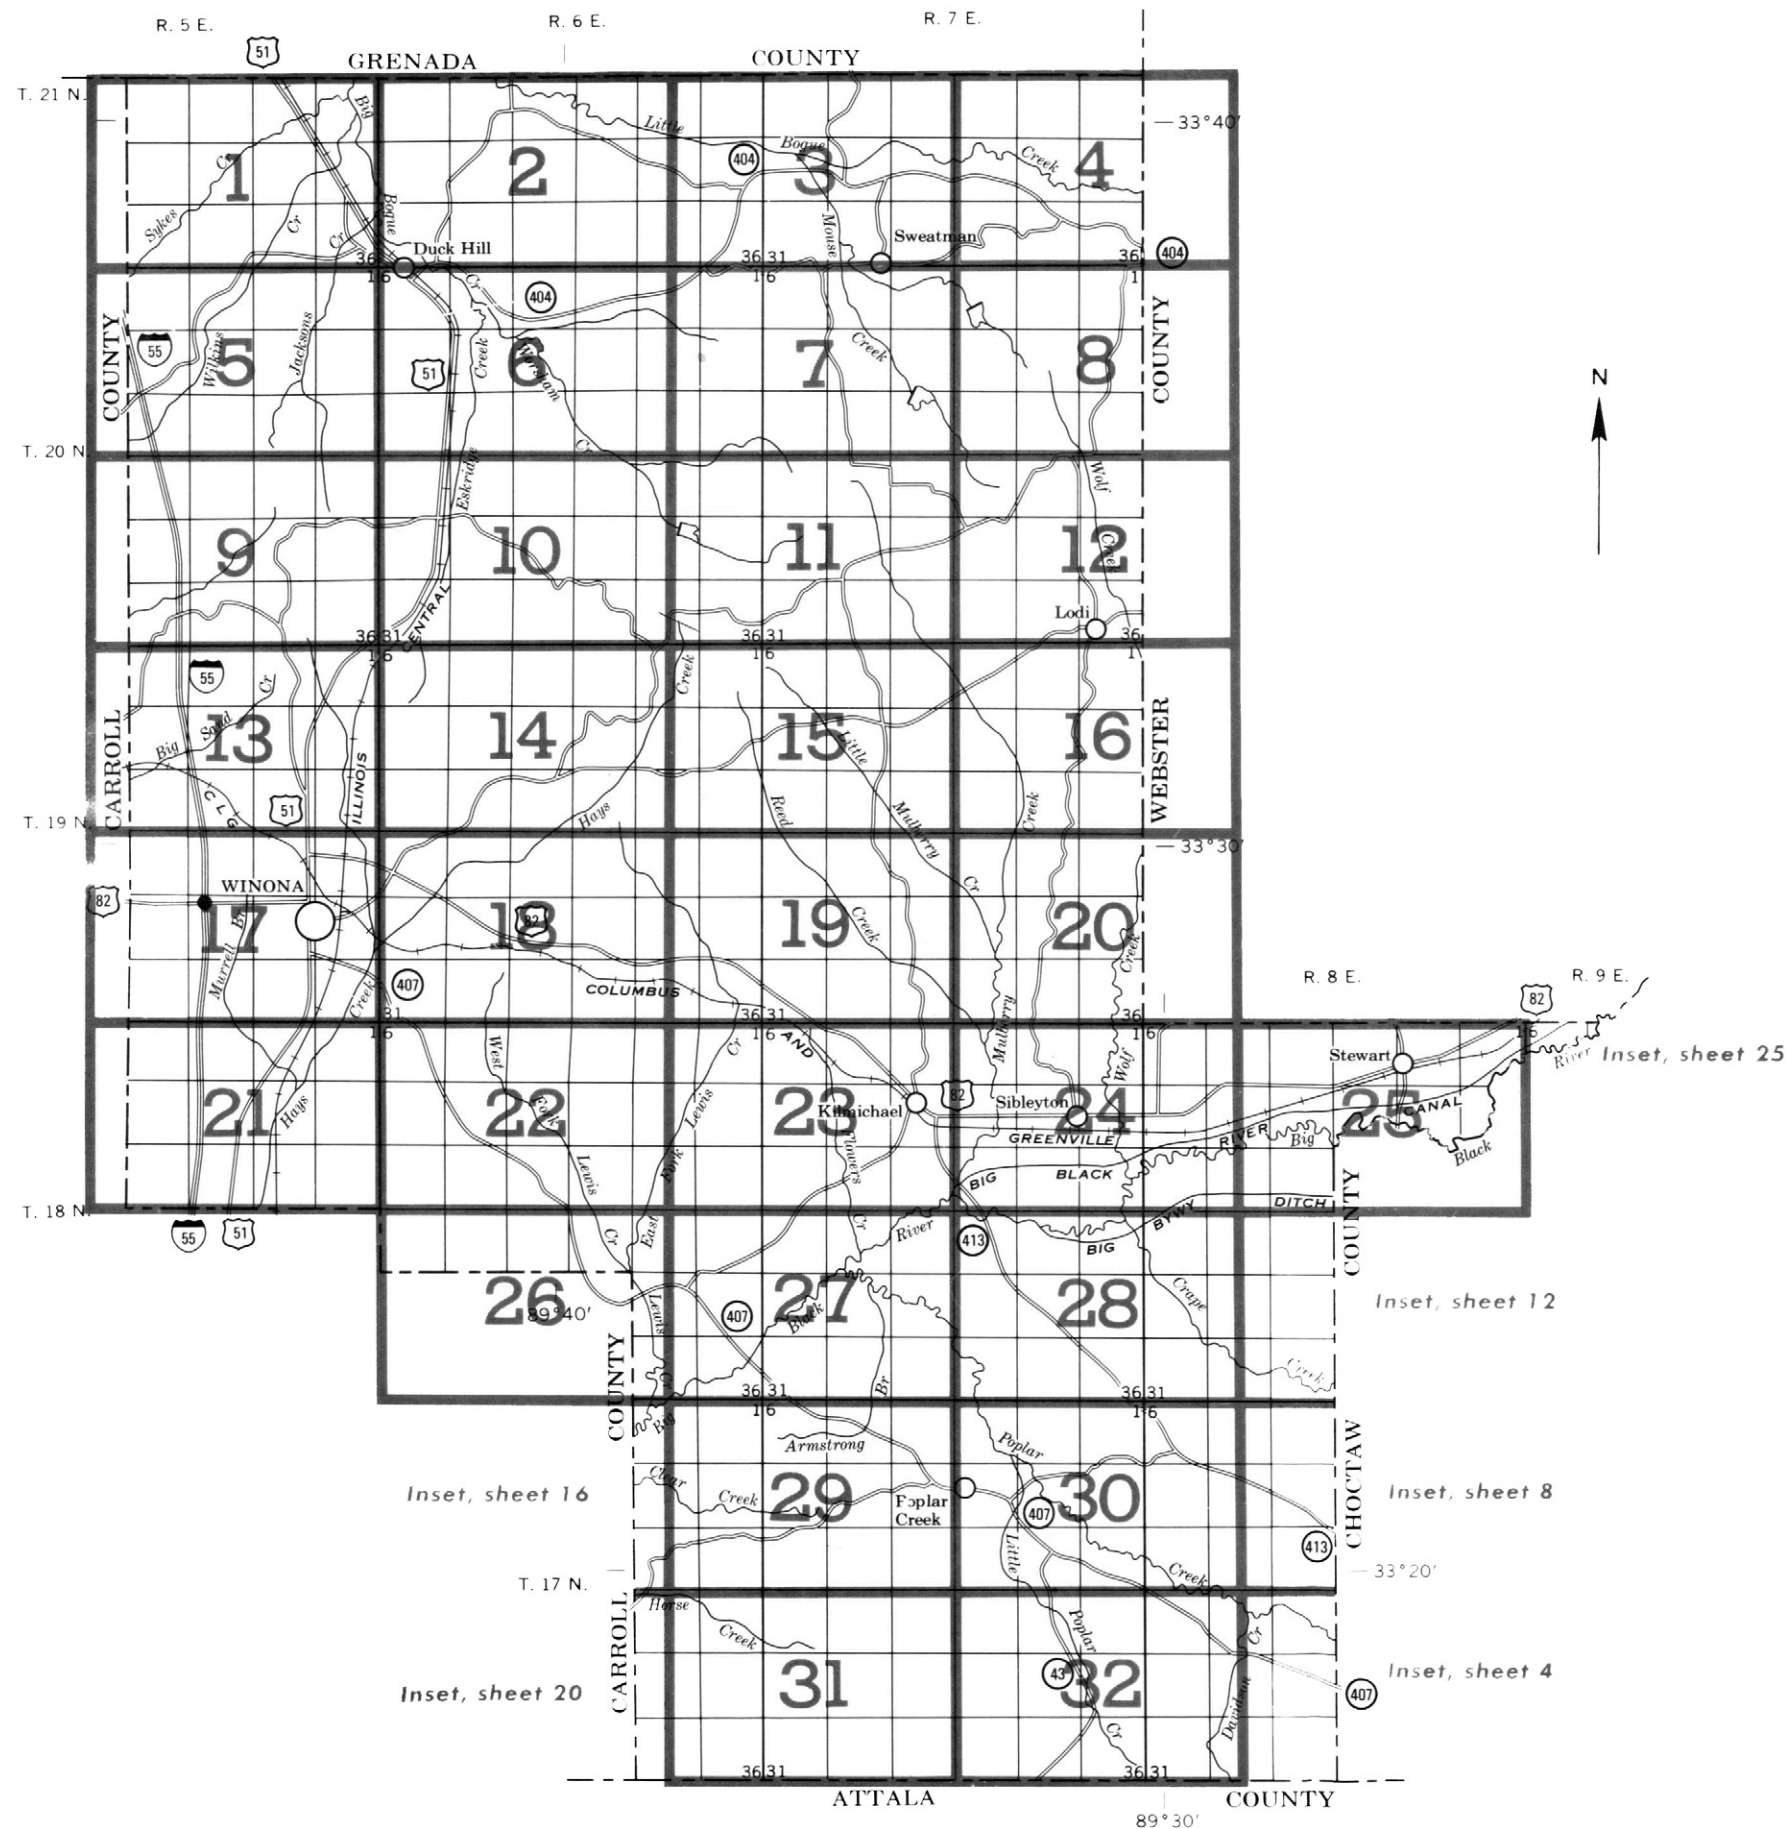 R. 5 E.
R. 6 E.
R. 7 E.
51
GRENADA COUNTY
T. 21 N.
33°40'
Big
Little
Bogue
Creek
404
1
2
3
4
Cr
Sykes
Cr
Cr
Bogue
Mouse
Duck Hill
Sweatman
404
36
1 6
36 31
1 6
36
1
Cr
404
COUNTY
COUNTY
55
Wilkins
Jacksons
51
Creek
Worsham
Creek
5
6
7
8
N
Cr
T. 20 N.
Eskridge
Wolf
Creek
9
10
11
12
CENTRAL
Lodi
36 31
1 6
36 31
1 6
36
1
55
Creek
Cr
Sand
Big
13
14
15
16
Little
CARROLL
WEBSTER
ILLINOIS
C L G
51
Hays
Reed
Mulberry
Creek
T. 19 N.
33°30'
82
WINONA
Cr
17
18
82
19
20
Murrell Br
Creek
Creek
Creek
407
COLUMBUS
R. 8 E.
R. 9 E.
82
31
1 6
36 31
1 6
36
1 6
1 6
AND
West
Cr
Mulberry
Wolf
Stewart
River
Inset, sheet 25
21
22
23
24
25
Hays
Fork
Lewis
Kilmichael
82
Sibleyton
GREENVILLE
RIVER
CANAL
Big
Black
Lewis
Fork
Flowers
BIG
BLACK
T. 18 N.
55
51
Cr
East
Cr
River
413
BIG
BYWY
DITCH
COUNTY
26
27
28
89°40'
Lewis
407
Black
Crape
Inset, sheet 12
COUNTY
Cr
Br
Creek
36 31
1 6
36 31
1 6
Big
Armstrong
Poplar
CHOCTAW
Inset, sheet 16
Clear
Creek
29
30
Poplar
Creek
407
Inset, sheet 8
413
Little
T. 17 N.
Creek
33°20'
CARROLL
Horse
Creek
Poplar
Cr
Inset, sheet 20
31
43
32
Inset, sheet 4
407
Davidson
Cr
36 31
36 31
ATTALA COUNTY
89°30'